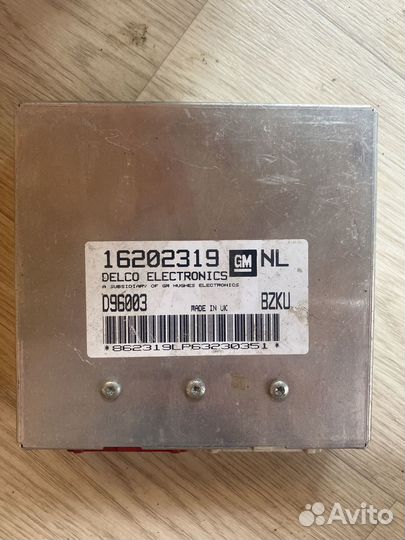 16202319 GM NL
DELCO ELECTRONICS
A SUBSIDIARY OF GM HUGHES ELECTRONICS
D96003 MADE IN UK BZKU
*862319LP63230351*
Avito